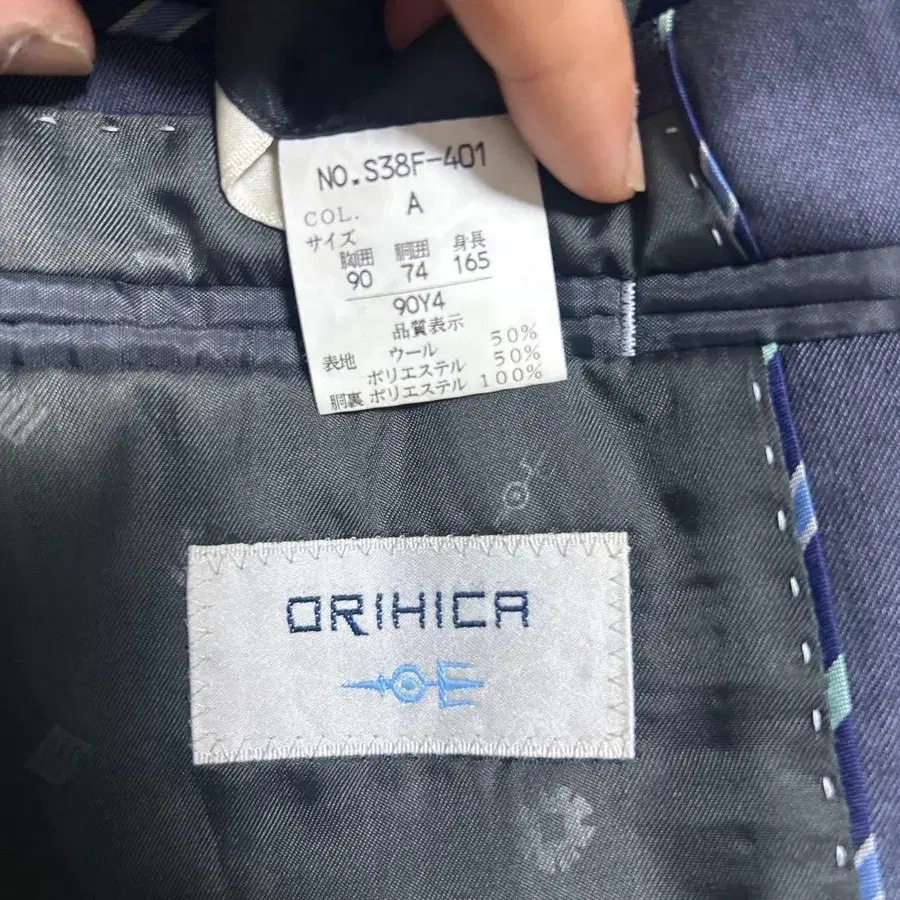 NO.S38F-401
COL. A
サイズ
胸囲 胴囲 身長
90 74 165
90Y4
品質表示
表地 ウール 50%
ポリエステル 50%
胴裏 ポリエステル 100%
ORIHICA